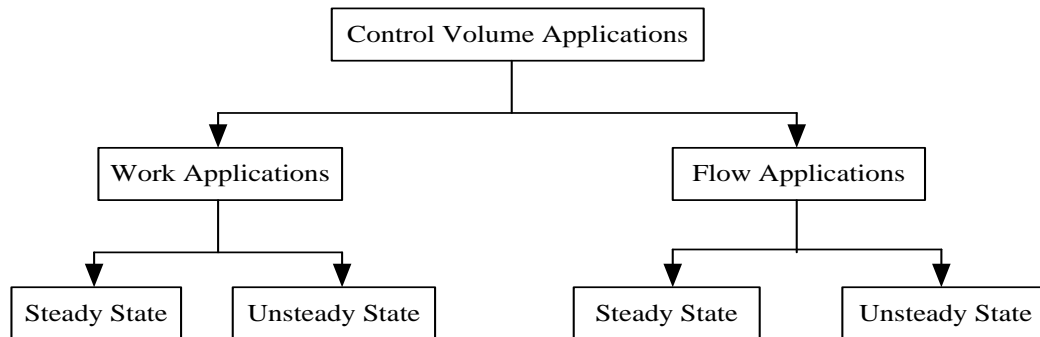 Control Volume Applications
Work Applications
Flow Applications
Steady State
Unsteady State
Steady State
Unsteady State